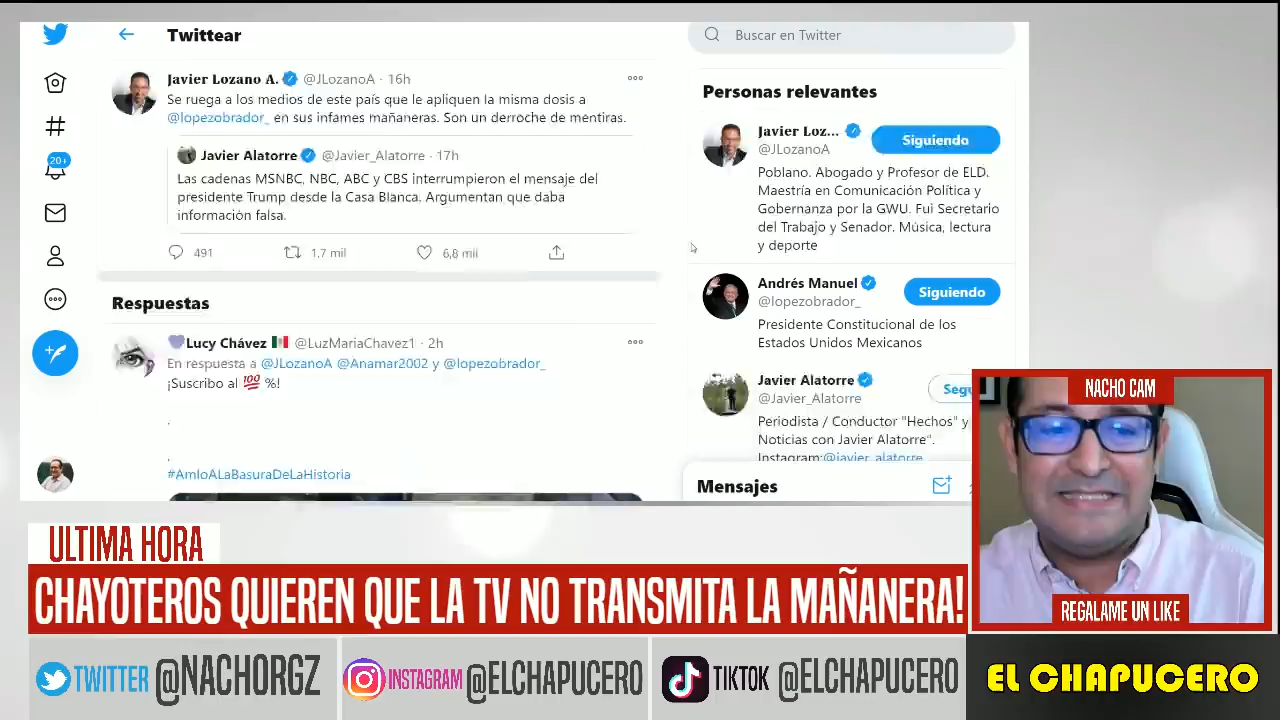 Twittear
Buscar en Twitter
20+
Javier Lozano A. @JLozanoA · 16h
Se ruega a los medios de este país que le apliquen la misma dosis a
@lopezobrador_ en sus infames mañaneras. Son un derroche de mentiras.
Javier Alatorre @Javier_Alatorre · 17h
Las cadenas MSNBC, NBC, ABC y CBS interrumpieron el mensaje del
presidente Trump desde la Casa Blanca. Argumentan que daba
información falsa.
491 1,7 mil 6,8 mil
Respuestas
Lucy Chávez @LuzMariaChavez1 · 2h
En respuesta a @JLozanoA @Anamar2002 y @lopezobrador_
¡Suscribo al 💯 %!
.
.
#AmloALaBasuraDeLaHistoria
Personas relevantes
Javier Loz...
@JLozanoA
Siguiendo
Poblano. Abogado y Profesor de ELD.
Maestría en Comunicación Política y
Gobernanza por la GWU. Fui Secretario
del Trabajo y Senador. Música, lectura
y deporte
Andrés Manuel
@lopezobrador_
Siguiendo
Presidente Constitucional de los
Estados Unidos Mexicanos
Javier Alatorre
@Javier_Alatorre
Segu
Periodista / Conductor "Hechos" y
Noticias con Javier Alatorre".
Instagram:@javier_alatorre
Mensajes
NACHO CAM
REGALAME UN LIKE
ULTIMA HORA
CHAYOTEROS QUIEREN QUE LA TV NO TRANSMITA LA MAÑANERA!
TWITTER @NACHORGZ
INSTAGRAM @ELCHAPUCERO
TIKTOK @ELCHAPUCERO
EL CHAPUCERO